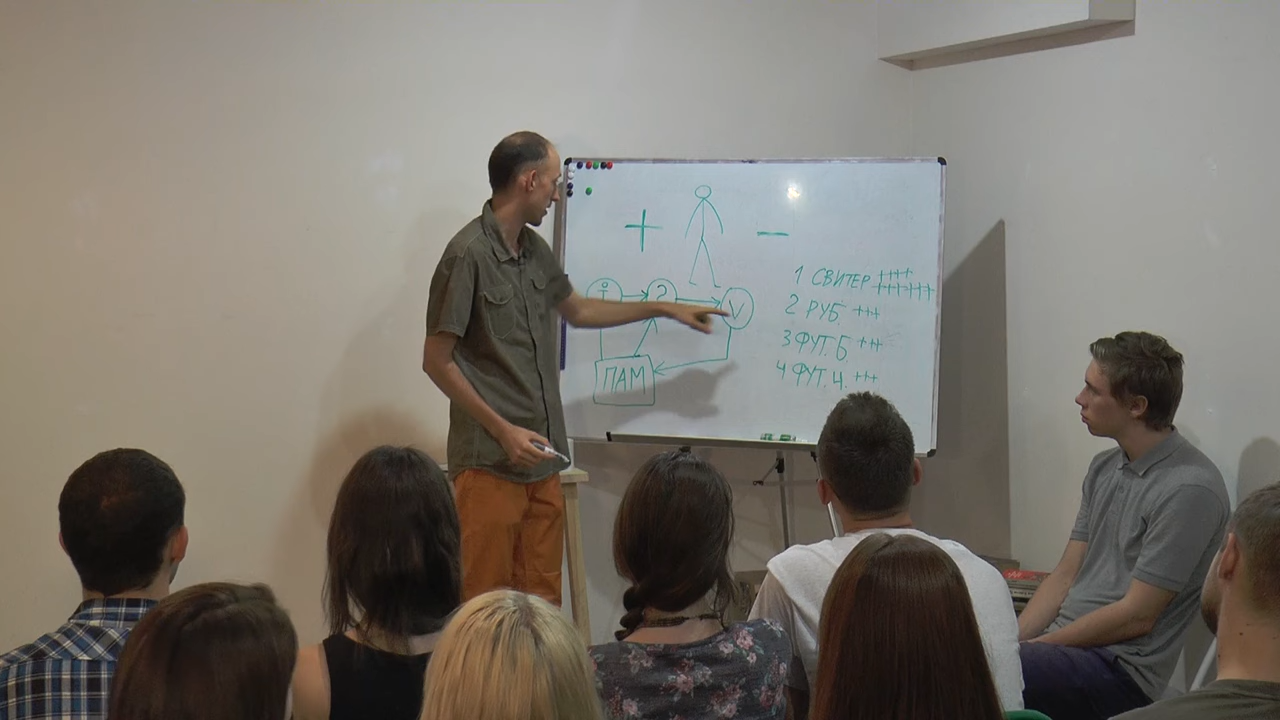 + −
? V
ПАМ
1 СВИТЕР
2 РУБ.
3 ФУТ. Б.
4 ФУТ. Ч.